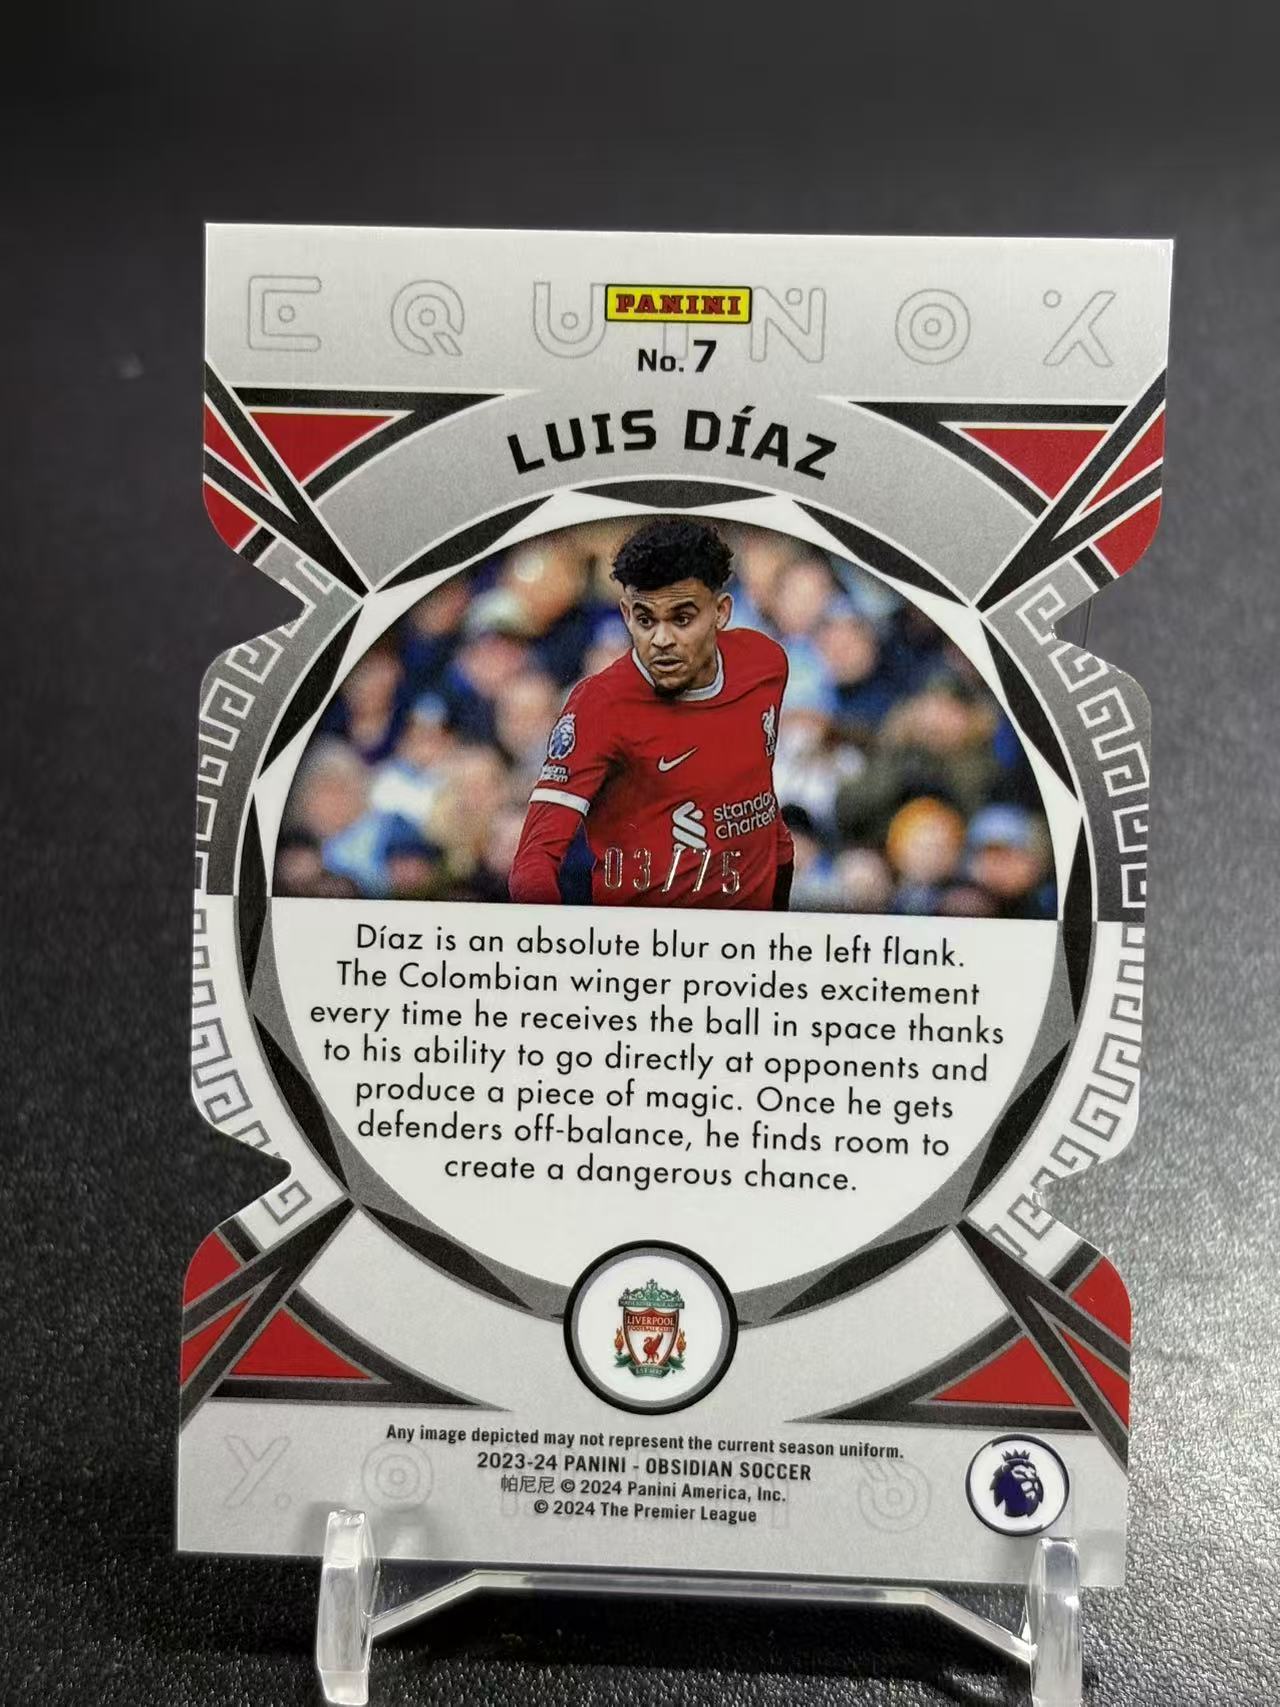 EQUINOX
PANINI
No. 7
LUIS DÍAZ
standard
chartered
03/75
Díaz is an absolute blur on the left flank.
The Colombian winger provides excitement
every time he receives the ball in space thanks
to his ability to go directly at opponents and
produce a piece of magic. Once he gets
defenders off-balance, he finds room to
create a dangerous chance.
LIVERPOOL
FOOTBALL CLUB
Any image depicted may not represent the current season uniform.
2023-24 PANINI - OBSIDIAN SOCCER
帕尼尼 © 2024 Panini America, Inc.
© 2024 The Premier League